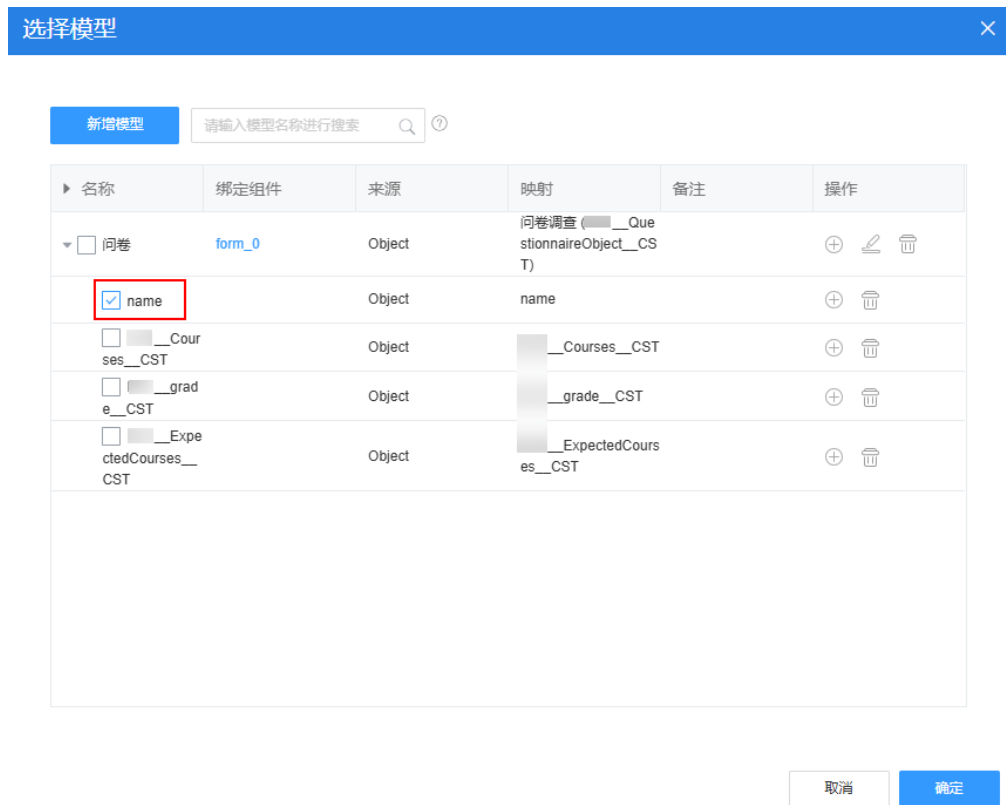 选择模型
新增模型
请输入模型名称进行搜索
名称 绑定组件 来源 映射 备注 操作
问卷 form_0 Object 问卷调查 ( __Que
stionnaireObject__CS
T)
name Object name
__Cour
ses__CST
Object __Courses__CST
__grad
e__CST
Object __grade__CST
__Expe
ctedCourses__
CST
Object __ExpectedCours
es__CST
取消 确定